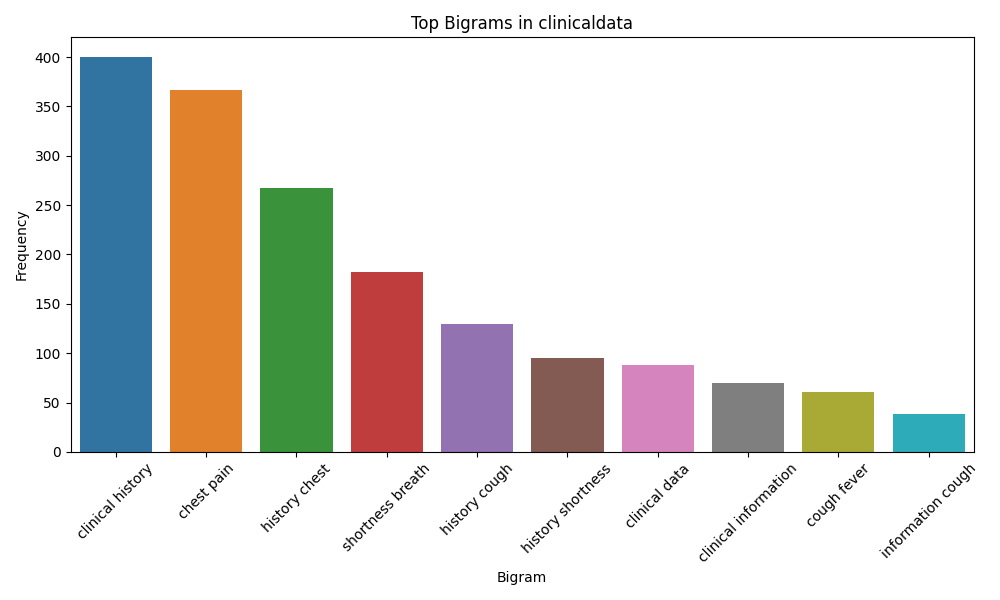 Top Bigrams in clinicaldata
Frequency
400
350
300
250
200
150
100
50
0
clinical history
chest pain
history chest
shortness breath
history cough
history shortness
clinical data
clinical information
cough fever
information cough
Bigram